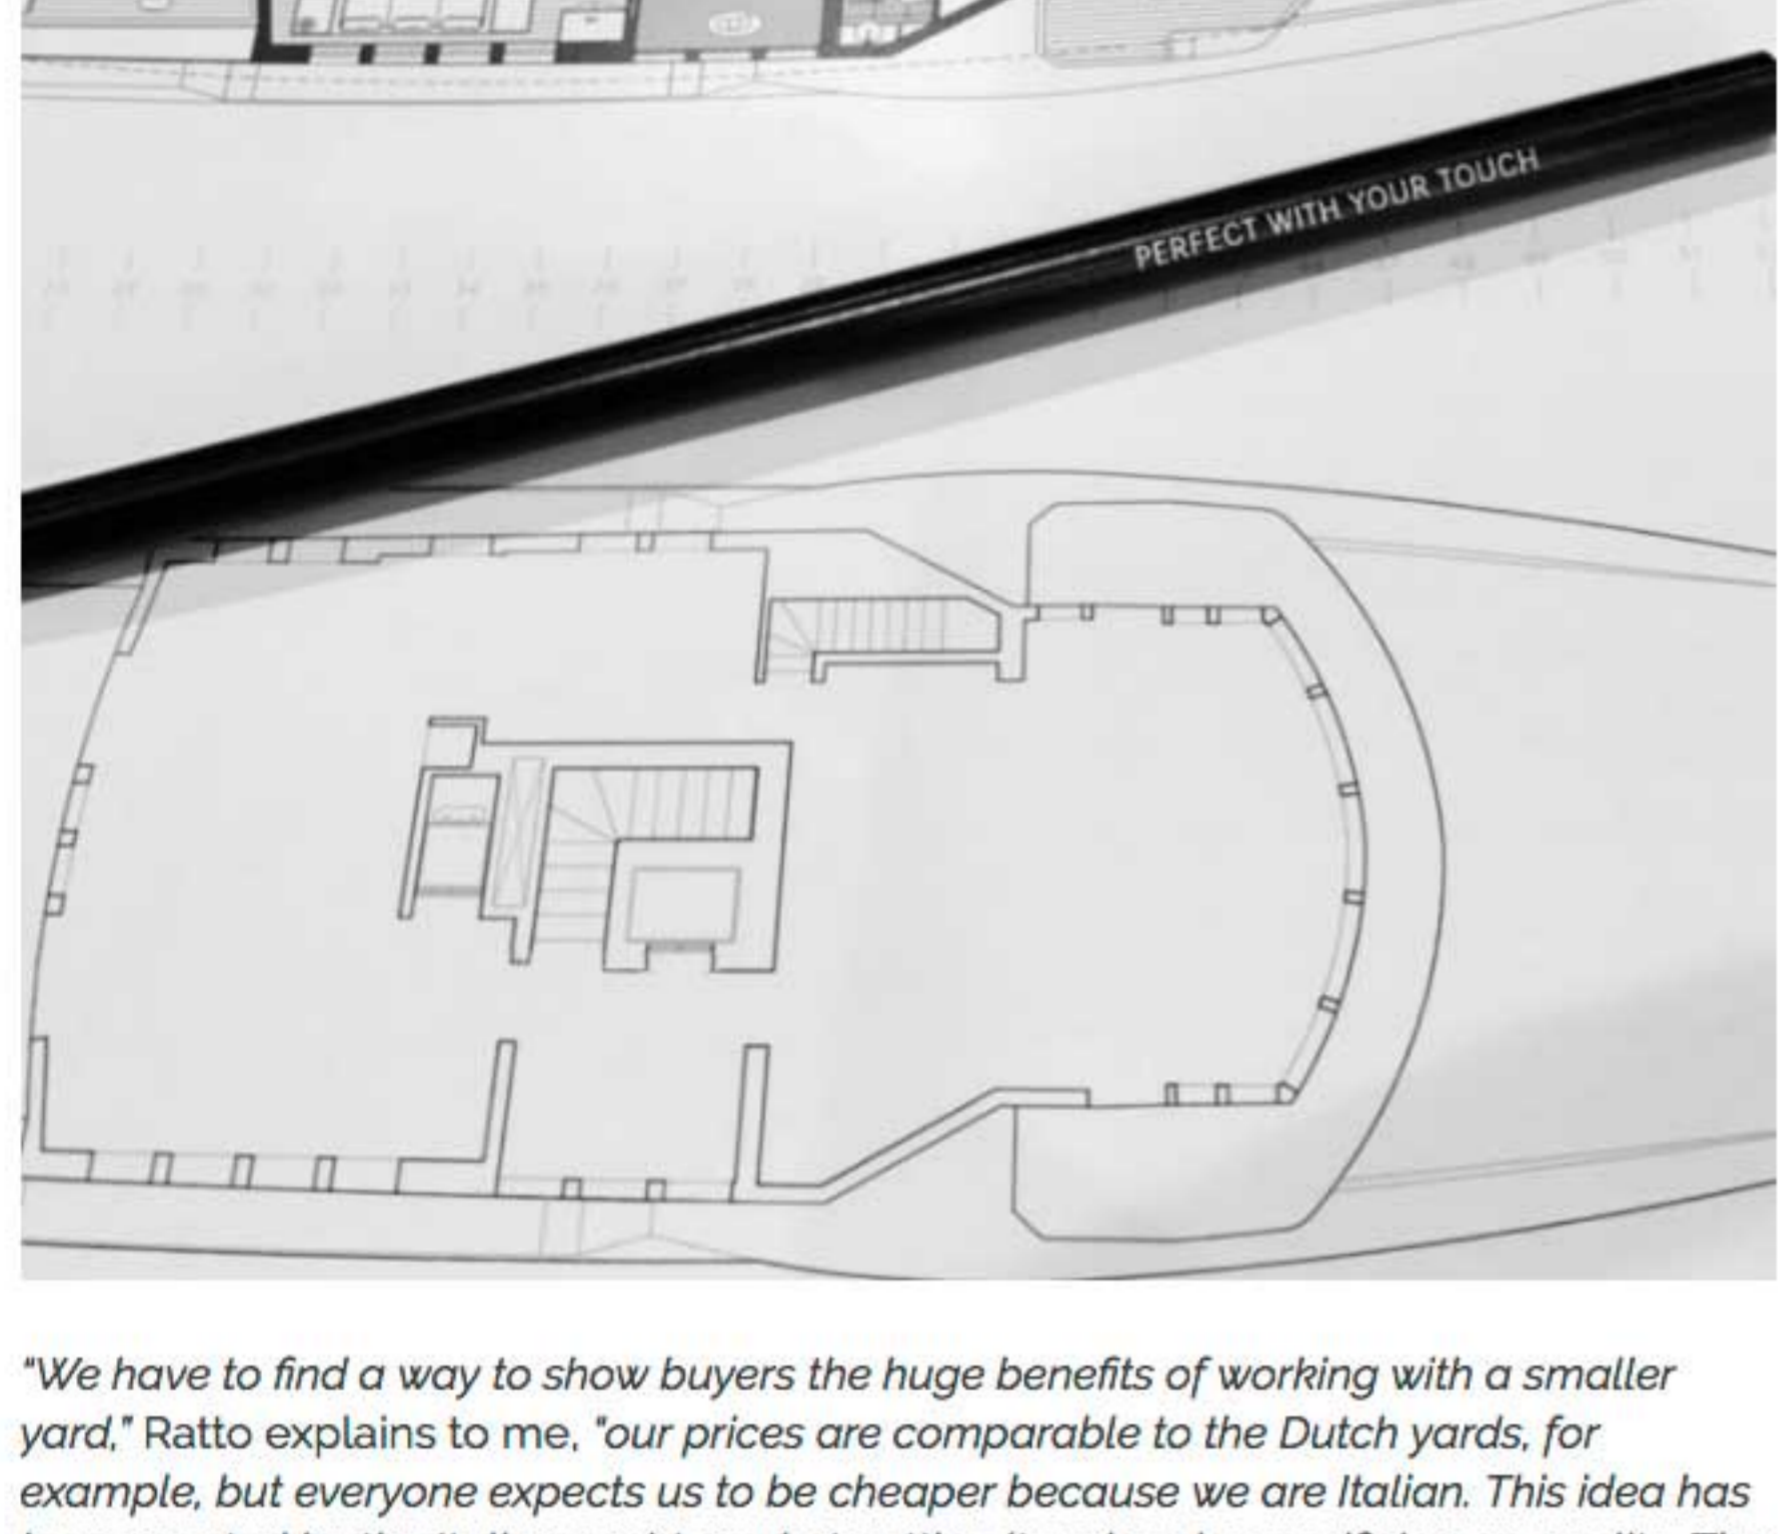 PERFECT WITH YOUR TOUCH
"We have to find a way to show buyers the huge benefits of working with a smaller
yard," Ratto explains to me, "our prices are comparable to the Dutch yards, for
example, but everyone expects us to be cheaper because we are Italian. This idea has